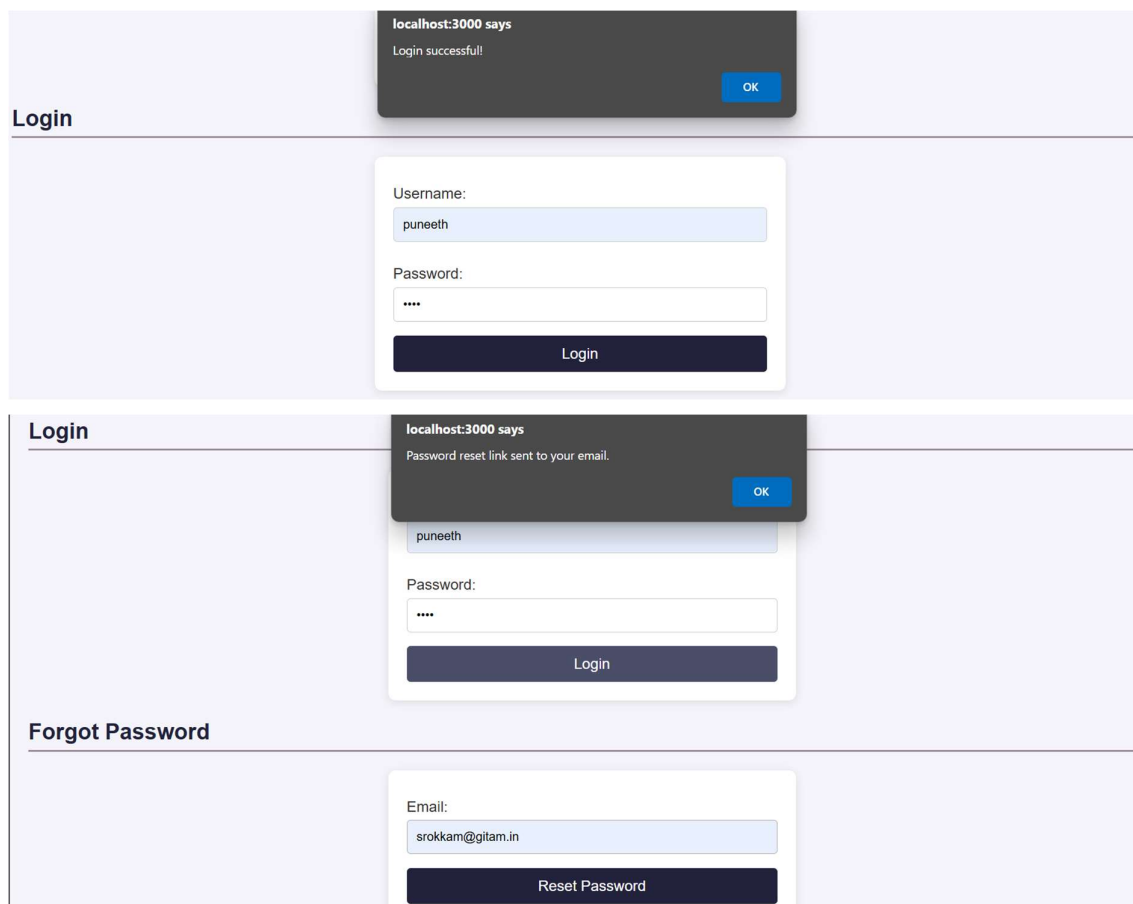 localhost:3000 says
Login successful!
OK
Login
Username:
puneeth
Password:
••••
Login
Login
localhost:3000 says
Password reset link sent to your email.
OK
puneeth
Password:
••••
Login
Forgot Password
Email:
srokkam@gitam.in
Reset Password